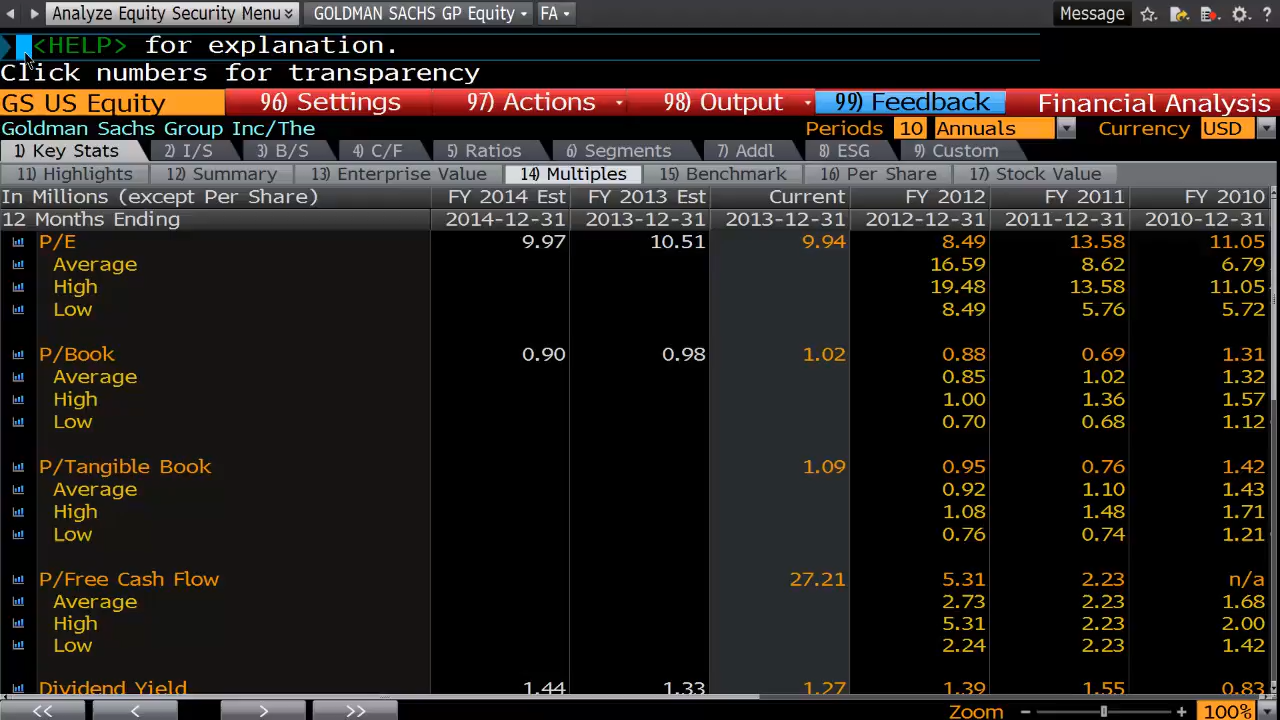 Analyze Equity Security Menu GOLDMAN SACHS GP Equity FA Message ?
<HELP> for explanation.
Click numbers for transparency
GS US Equity 96) Settings 97) Actions 98) Output 99) Feedback Financial Analysis
Goldman Sachs Group Inc/The Periods 10 Annuals Currency USD
1) Key Stats 2) I/S 3) B/S 4) C/F 5) Ratios 6) Segments 7) Addl 8) ESG 9) Custom
11) Highlights 12) Summary 13) Enterprise Value 14) Multiples 15) Benchmark 16) Per Share 17) Stock Value
In Millions (except Per Share) FY 2014 Est FY 2013 Est Current FY 2012 FY 2011 FY 2010
12 Months Ending 2014-12-31 2013-12-31 2013-12-31 2012-12-31 2011-12-31 2010-12-31
P/E 9.97 10.51 9.94 8.49 13.58 11.05
Average 16.59 8.62 6.79
High 19.48 13.58 11.05
Low 8.49 5.76 5.72
P/Book 0.90 0.98 1.02 0.88 0.69 1.31
Average 0.85 1.02 1.32
High 1.00 1.36 1.57
Low 0.70 0.68 1.12
P/Tangible Book 1.09 0.95 0.76 1.42
Average 0.92 1.10 1.43
High 1.08 1.48 1.71
Low 0.76 0.74 1.21
P/Free Cash Flow 27.21 5.31 2.23 n/a
Average 2.73 2.23 1.68
High 5.31 2.23 2.00
Low 2.24 2.23 1.42
Dividend Yield 1.44 1.33 1.27 1.39 1.55 0.83
<< < > >> Zoom - + 100%